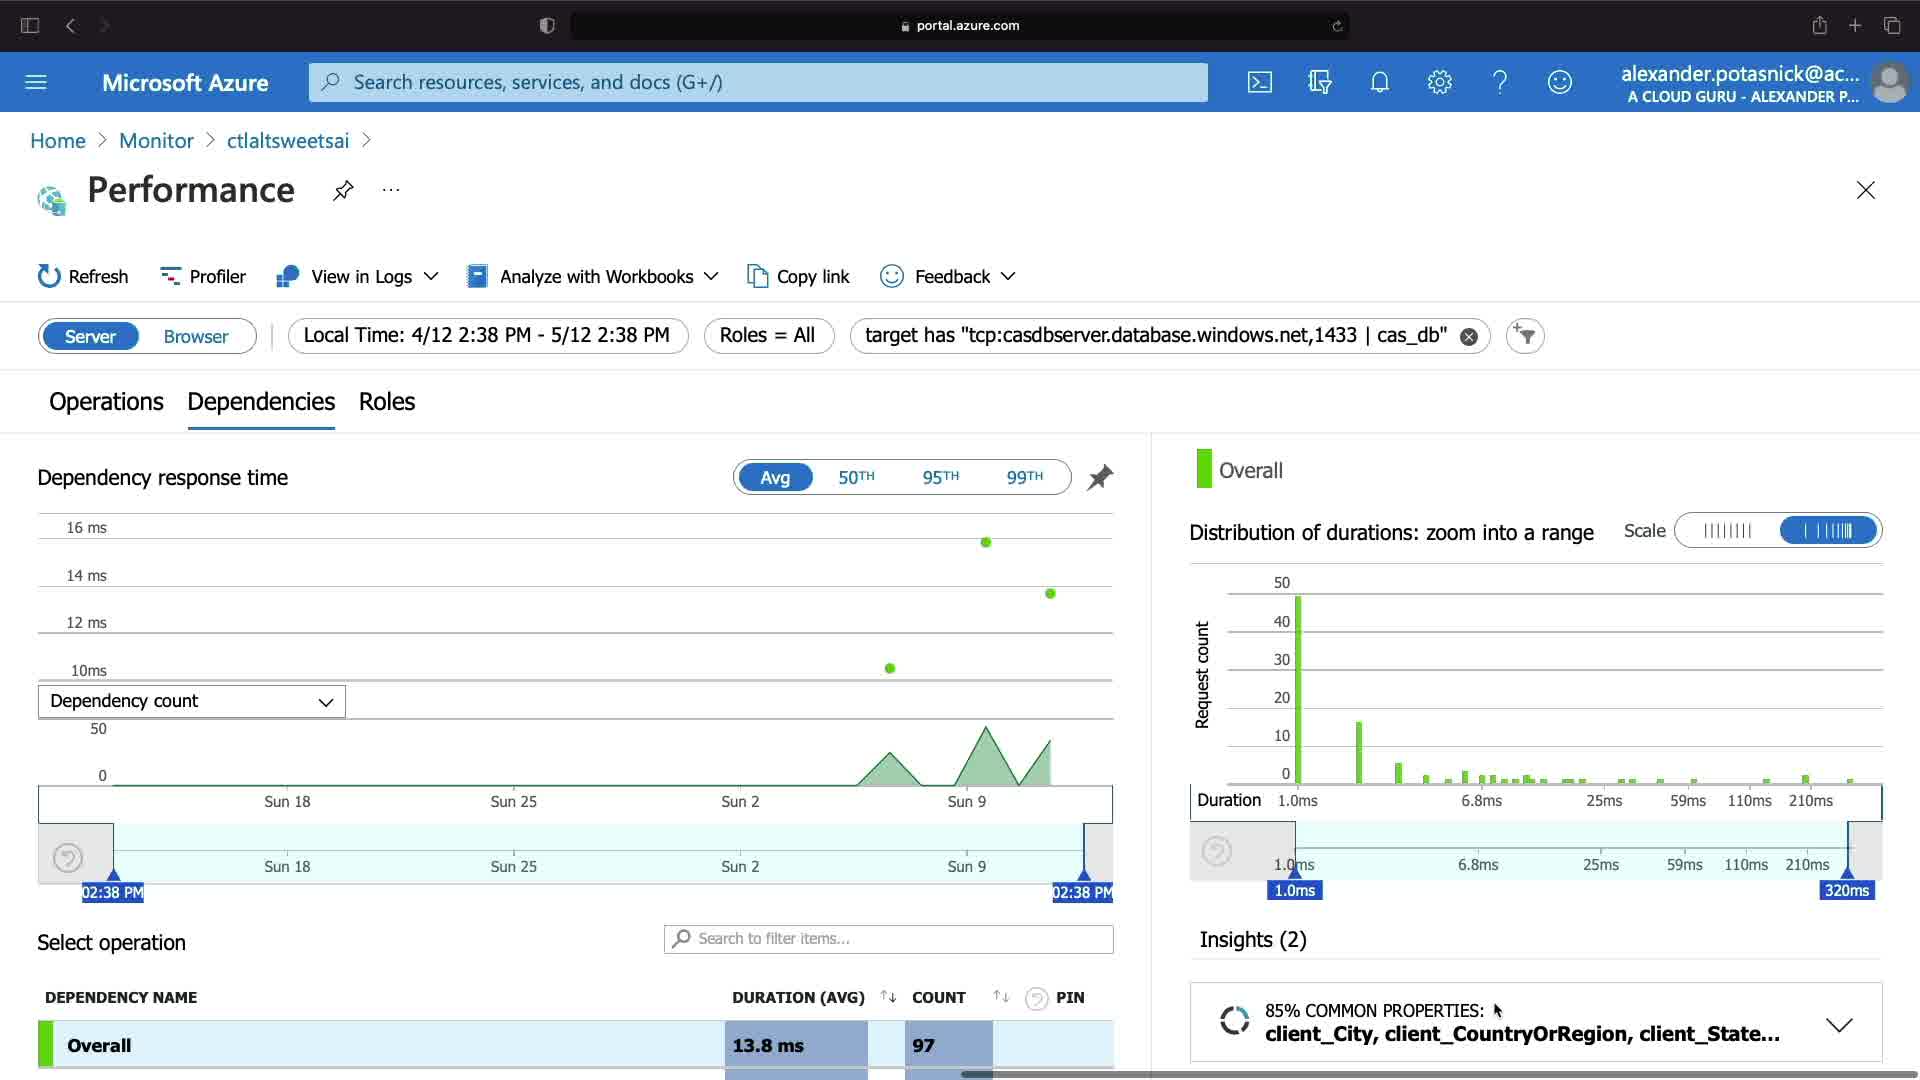 portal.azure.com
Microsoft Azure
Search resources, services, and docs (G+/)
alexander.potasnick@ac...
A CLOUD GURU - ALEXANDER P...
Home > Monitor > ctlaltsweetsai >
Performance
Refresh
Profiler
View in Logs
Analyze with Workbooks
Copy link
Feedback
Server
Browser
Local Time: 4/12 2:38 PM - 5/12 2:38 PM
Roles = All
target has "tcp:casdbserver.database.windows.net,1433 | cas_db"
Operations
Dependencies
Roles
Dependency response time
Avg
50TH
95TH
99TH
16 ms
14 ms
12 ms
10ms
Dependency count
50
0
Sun 18
Sun 25
Sun 2
Sun 9
Sun 18
Sun 25
Sun 2
Sun 9
02:38 PM
02:38 PM
Select operation
Search to filter items...
DEPENDENCY NAME
DURATION (AVG)
COUNT
PIN
Overall
13.8 ms
97
Overall
Distribution of durations: zoom into a range
Scale
Request count
50
40
30
20
10
0
Duration
1.0ms
6.8ms
25ms
59ms
110ms
210ms
1.0ms
6.8ms
25ms
59ms
110ms
210ms
1.0ms
320ms
Insights (2)
85% COMMON PROPERTIES:
client_City, client_CountryOrRegion, client_State...